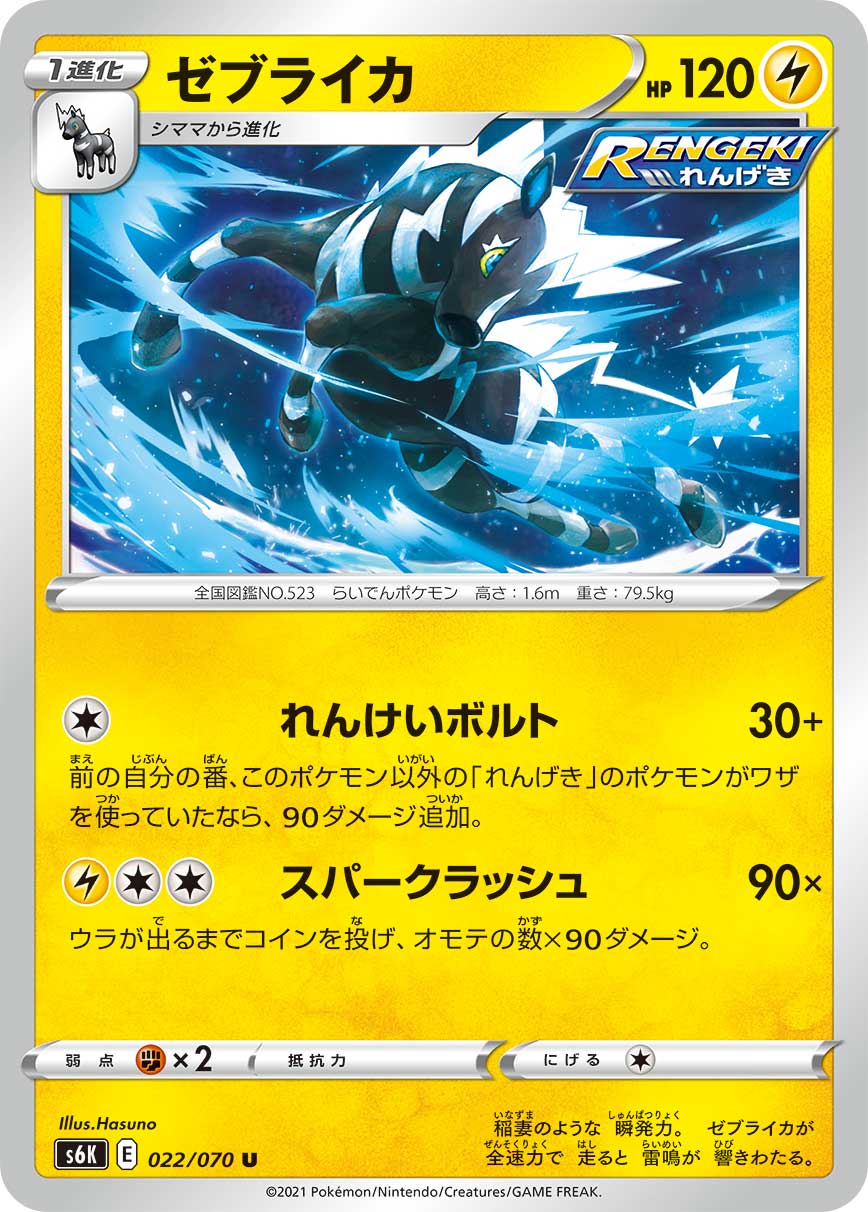 1進化
ゼブライカ
HP 120
シママから進化
RENGEKI
れんげき
全国図鑑NO.523 らいでんポケモン 高さ：1.6m 重さ：79.5kg
れんけいボルト 30+
前の自分の番、このポケモン以外の「れんげき」のポケモンがワザ
を使っていたなら、90ダメージ追加。
スパークラッシュ 90×
ウラが出るまでコインを投げ、オモテの数×90ダメージ。
弱点 ×2 抵抗力 にげる
Illus.Hasuno
s6K E 022/070 U
稲妻のような 瞬発力。 ゼブライカが
全速力で 走ると 雷鳴が 響きわたる。
©2021 Pokémon/Nintendo/Creatures/GAME FREAK.